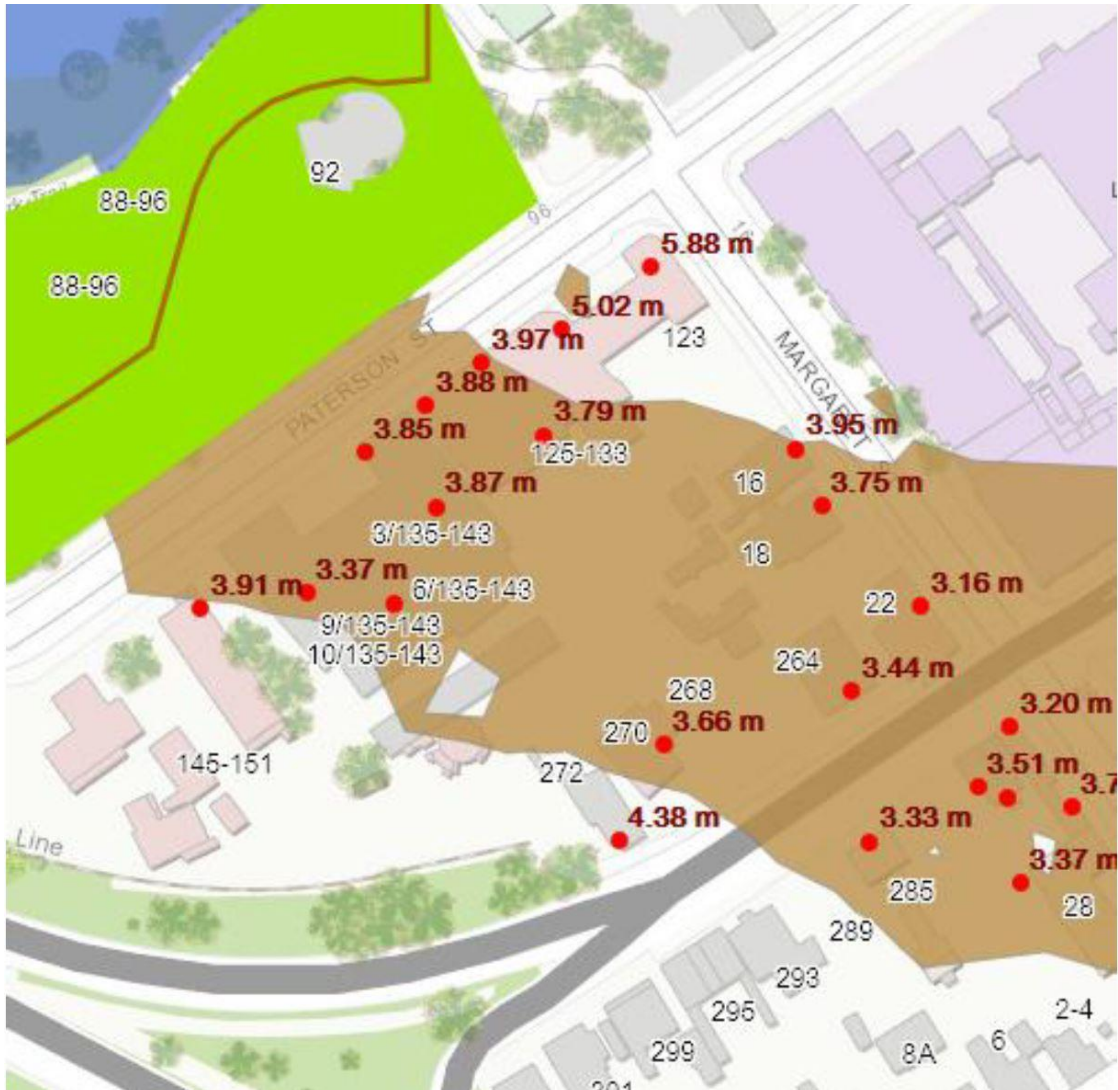 92
88-96
88-96
96
5.88 m
5.02 m
3.97 m
123
PATERSON ST
MARGARET
3.88 m
3.85 m
3.79 m
125-133
3.95 m
16
3.87 m
3/135-143
3.75 m
18
3.37 m
3.91 m
6/135-143
9/135-143
10/135-143
3.16 m
22
264
3.44 m
268
3.66 m
270
3.20 m
272
145-151
3.51 m
3.7
4.38 m
3.33 m
3.37 m
Line
285
28
289
293
295
2-4
6
299
8A